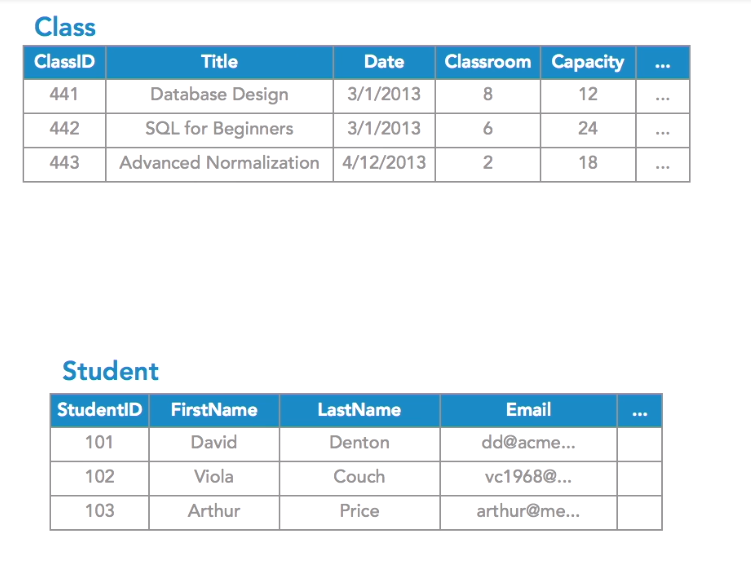 Class
ClassID Title Date Classroom Capacity ...
441 Database Design 3/1/2013 8 12 ...
442 SQL for Beginners 3/1/2013 6 24 ...
443 Advanced Normalization 4/12/2013 2 18 ...
Student
StudentID FirstName LastName Email ...
101 David Denton dd@acme...
102 Viola Couch vc1968@...
103 Arthur Price arthur@me...